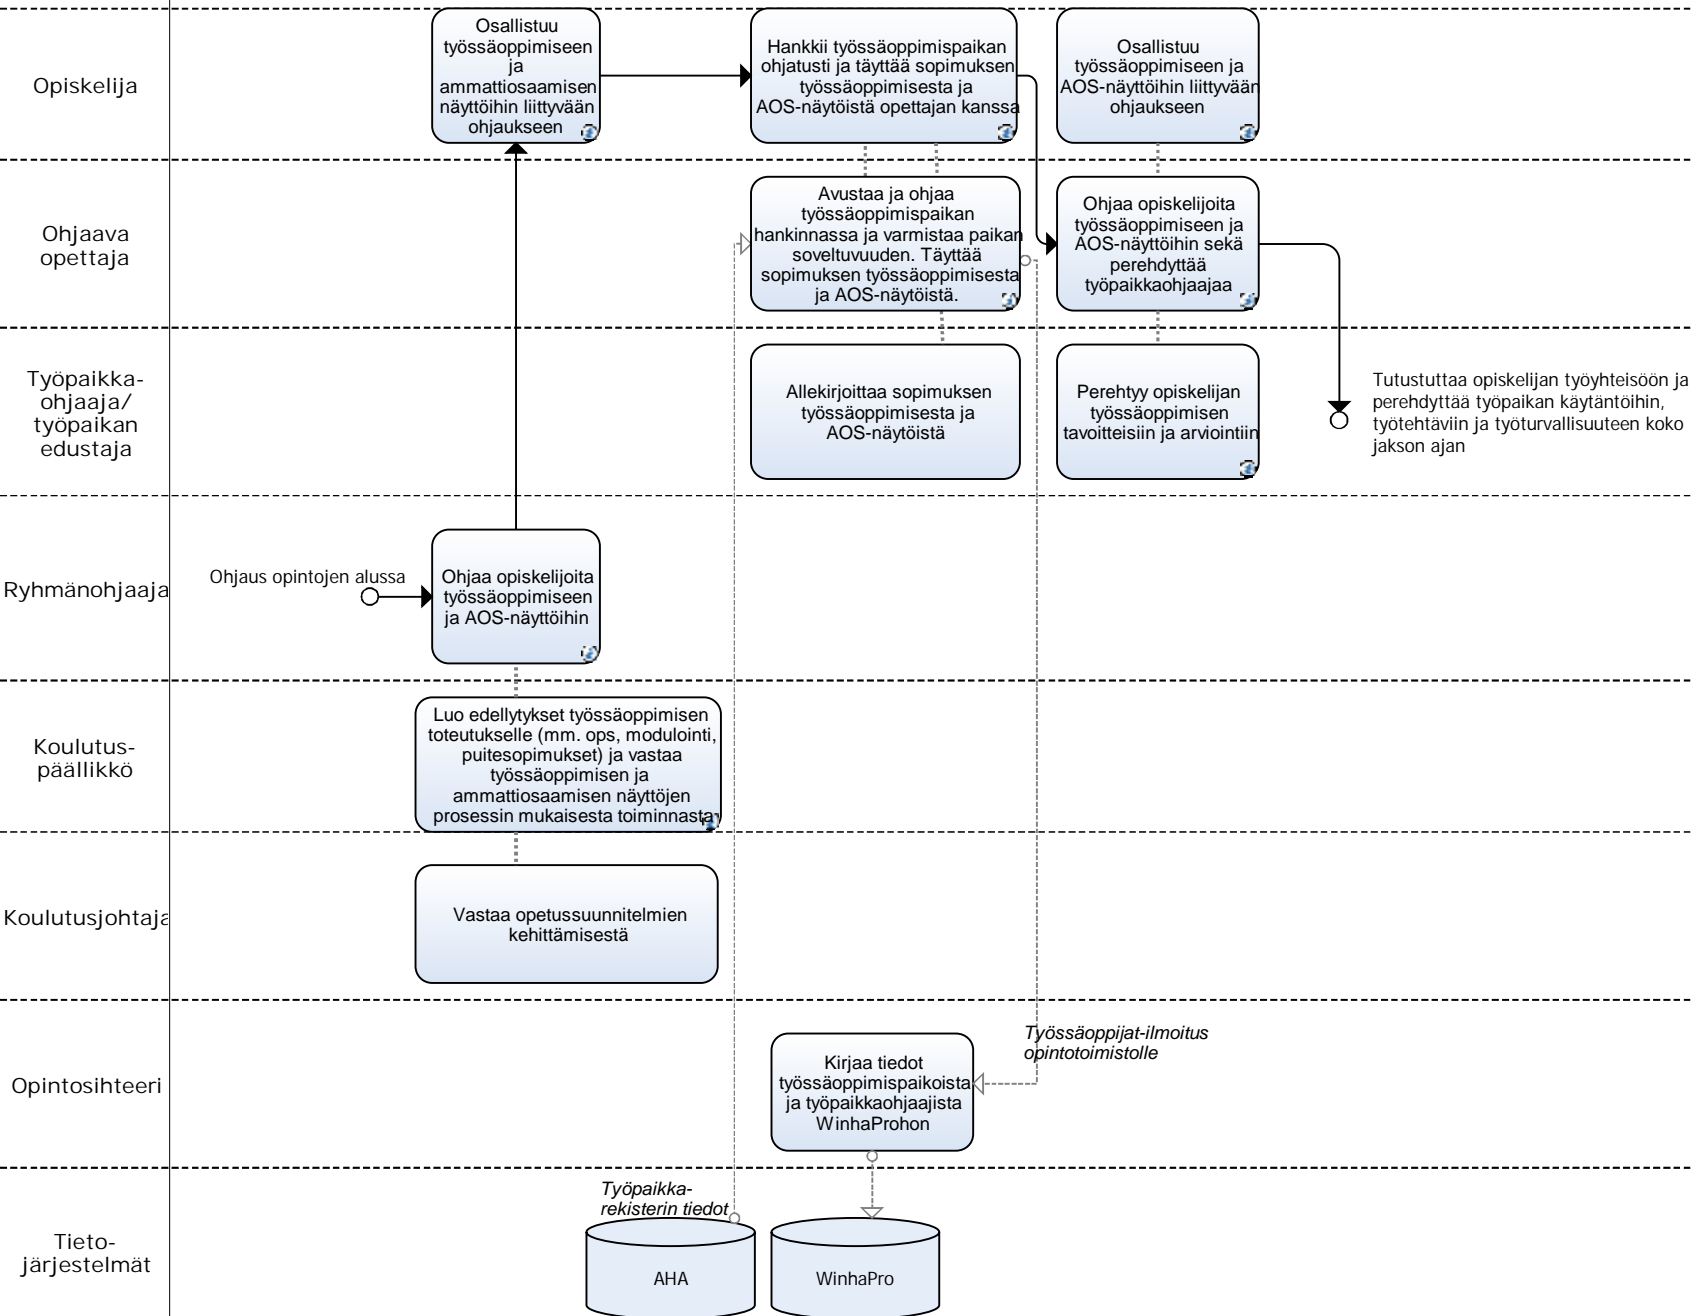 Opiskelija
Osallistuu
työssäoppimiseen
ja
ammattiosaamisen
näyttöihin liittyvään
ohjaukseen
Hankkii työssäoppimispaikan
ohjatusti ja täyttää sopimuksen
työssäoppimisesta ja
AOS-näytöistä opettajan kanssa
Osallistuu
työssäoppimiseen ja
AOS-näyttöihin liittyvään
ohjaukseen
Ohjaava
opettaja
Avustaa ja ohjaa
työssäoppimispaikan
hankinnassa ja varmistaa paikan
soveltuvuuden. Täyttää
sopimuksen työssäoppimisesta
ja AOS-näytöistä.
Ohjaa opiskelijoita
työssäoppimiseen ja
AOS-näyttöihin sekä
perehdyttää
työpaikkaohjaajaa
Työpaikka-
ohjaaja/
työpaikan
edustaja
Allekirjoittaa sopimuksen
työssäoppimisesta ja
AOS-näytöistä
Perehtyy opiskelijan
työssäoppimisen
tavoitteisiin ja arviointiin
Tutustuttaa opiskelijan työyhteisöön ja
perehdyttää työpaikan käytäntöihin,
työtehtäviin ja työturvallisuuteen koko
jakson ajan
Ryhmänohjaaja
Ohjaus opintojen alussa
Ohjaa opiskelijoita
työssäoppimiseen
ja AOS-näyttöihin
Koulutus-
päällikkö
Luo edellytykset työssäoppimisen
toteutukselle (mm. ops, modulointi,
puitesopimukset) ja vastaa
työssäoppimisen ja
ammattiosaamisen näyttöjen
prosessin mukaisesta toiminnasta
Koulutusjohtaja
Vastaa opetussuunnitelmien
kehittämisestä
Opintosihteeri
Kirjaa tiedot
työssäoppimispaikoista
ja työpaikkaohjaajista
WinhaProhon
Työssäoppijat-ilmoitus
opintotoimistolle
Tieto-
järjestelmät
Työpaikka-
rekisterin tiedot
AHA
WinhaPro